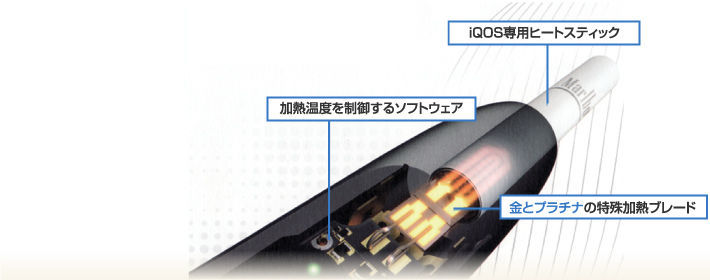 iQOS専用ヒートスティック
加熱温度を制御するソフトウェア
金とプラチナの特殊加熱ブレード